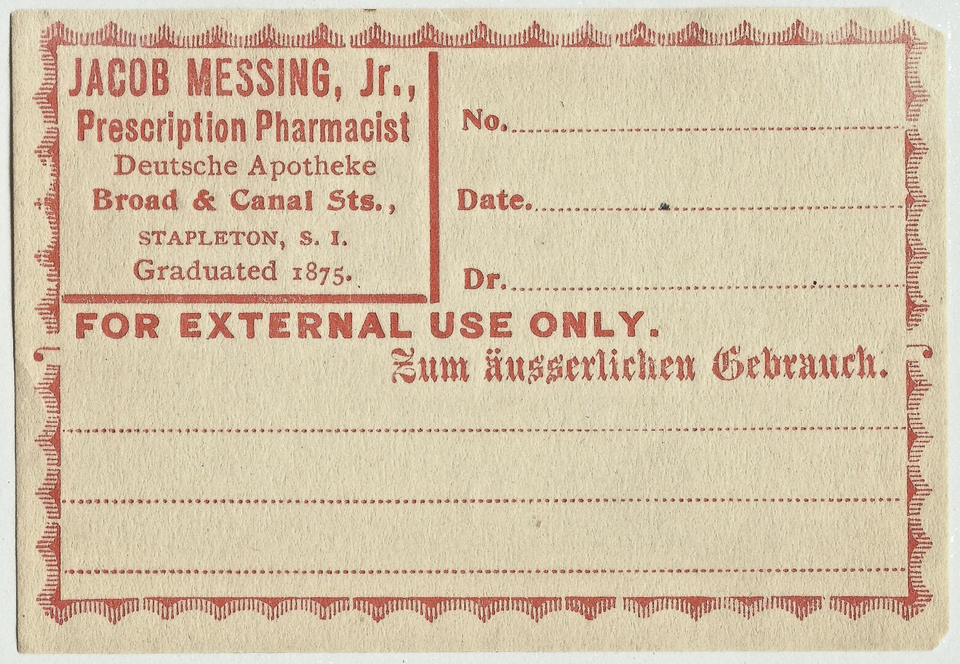 JACOB MESSING, Jr.,
Prescription Pharmacist
Deutsche Apotheke
Broad & Canal Sts.,
STAPLETON, S. I.
Graduated 1875.
No.
Date.
Dr.
FOR EXTERNAL USE ONLY.
Zum äusserlichen Gebrauch.